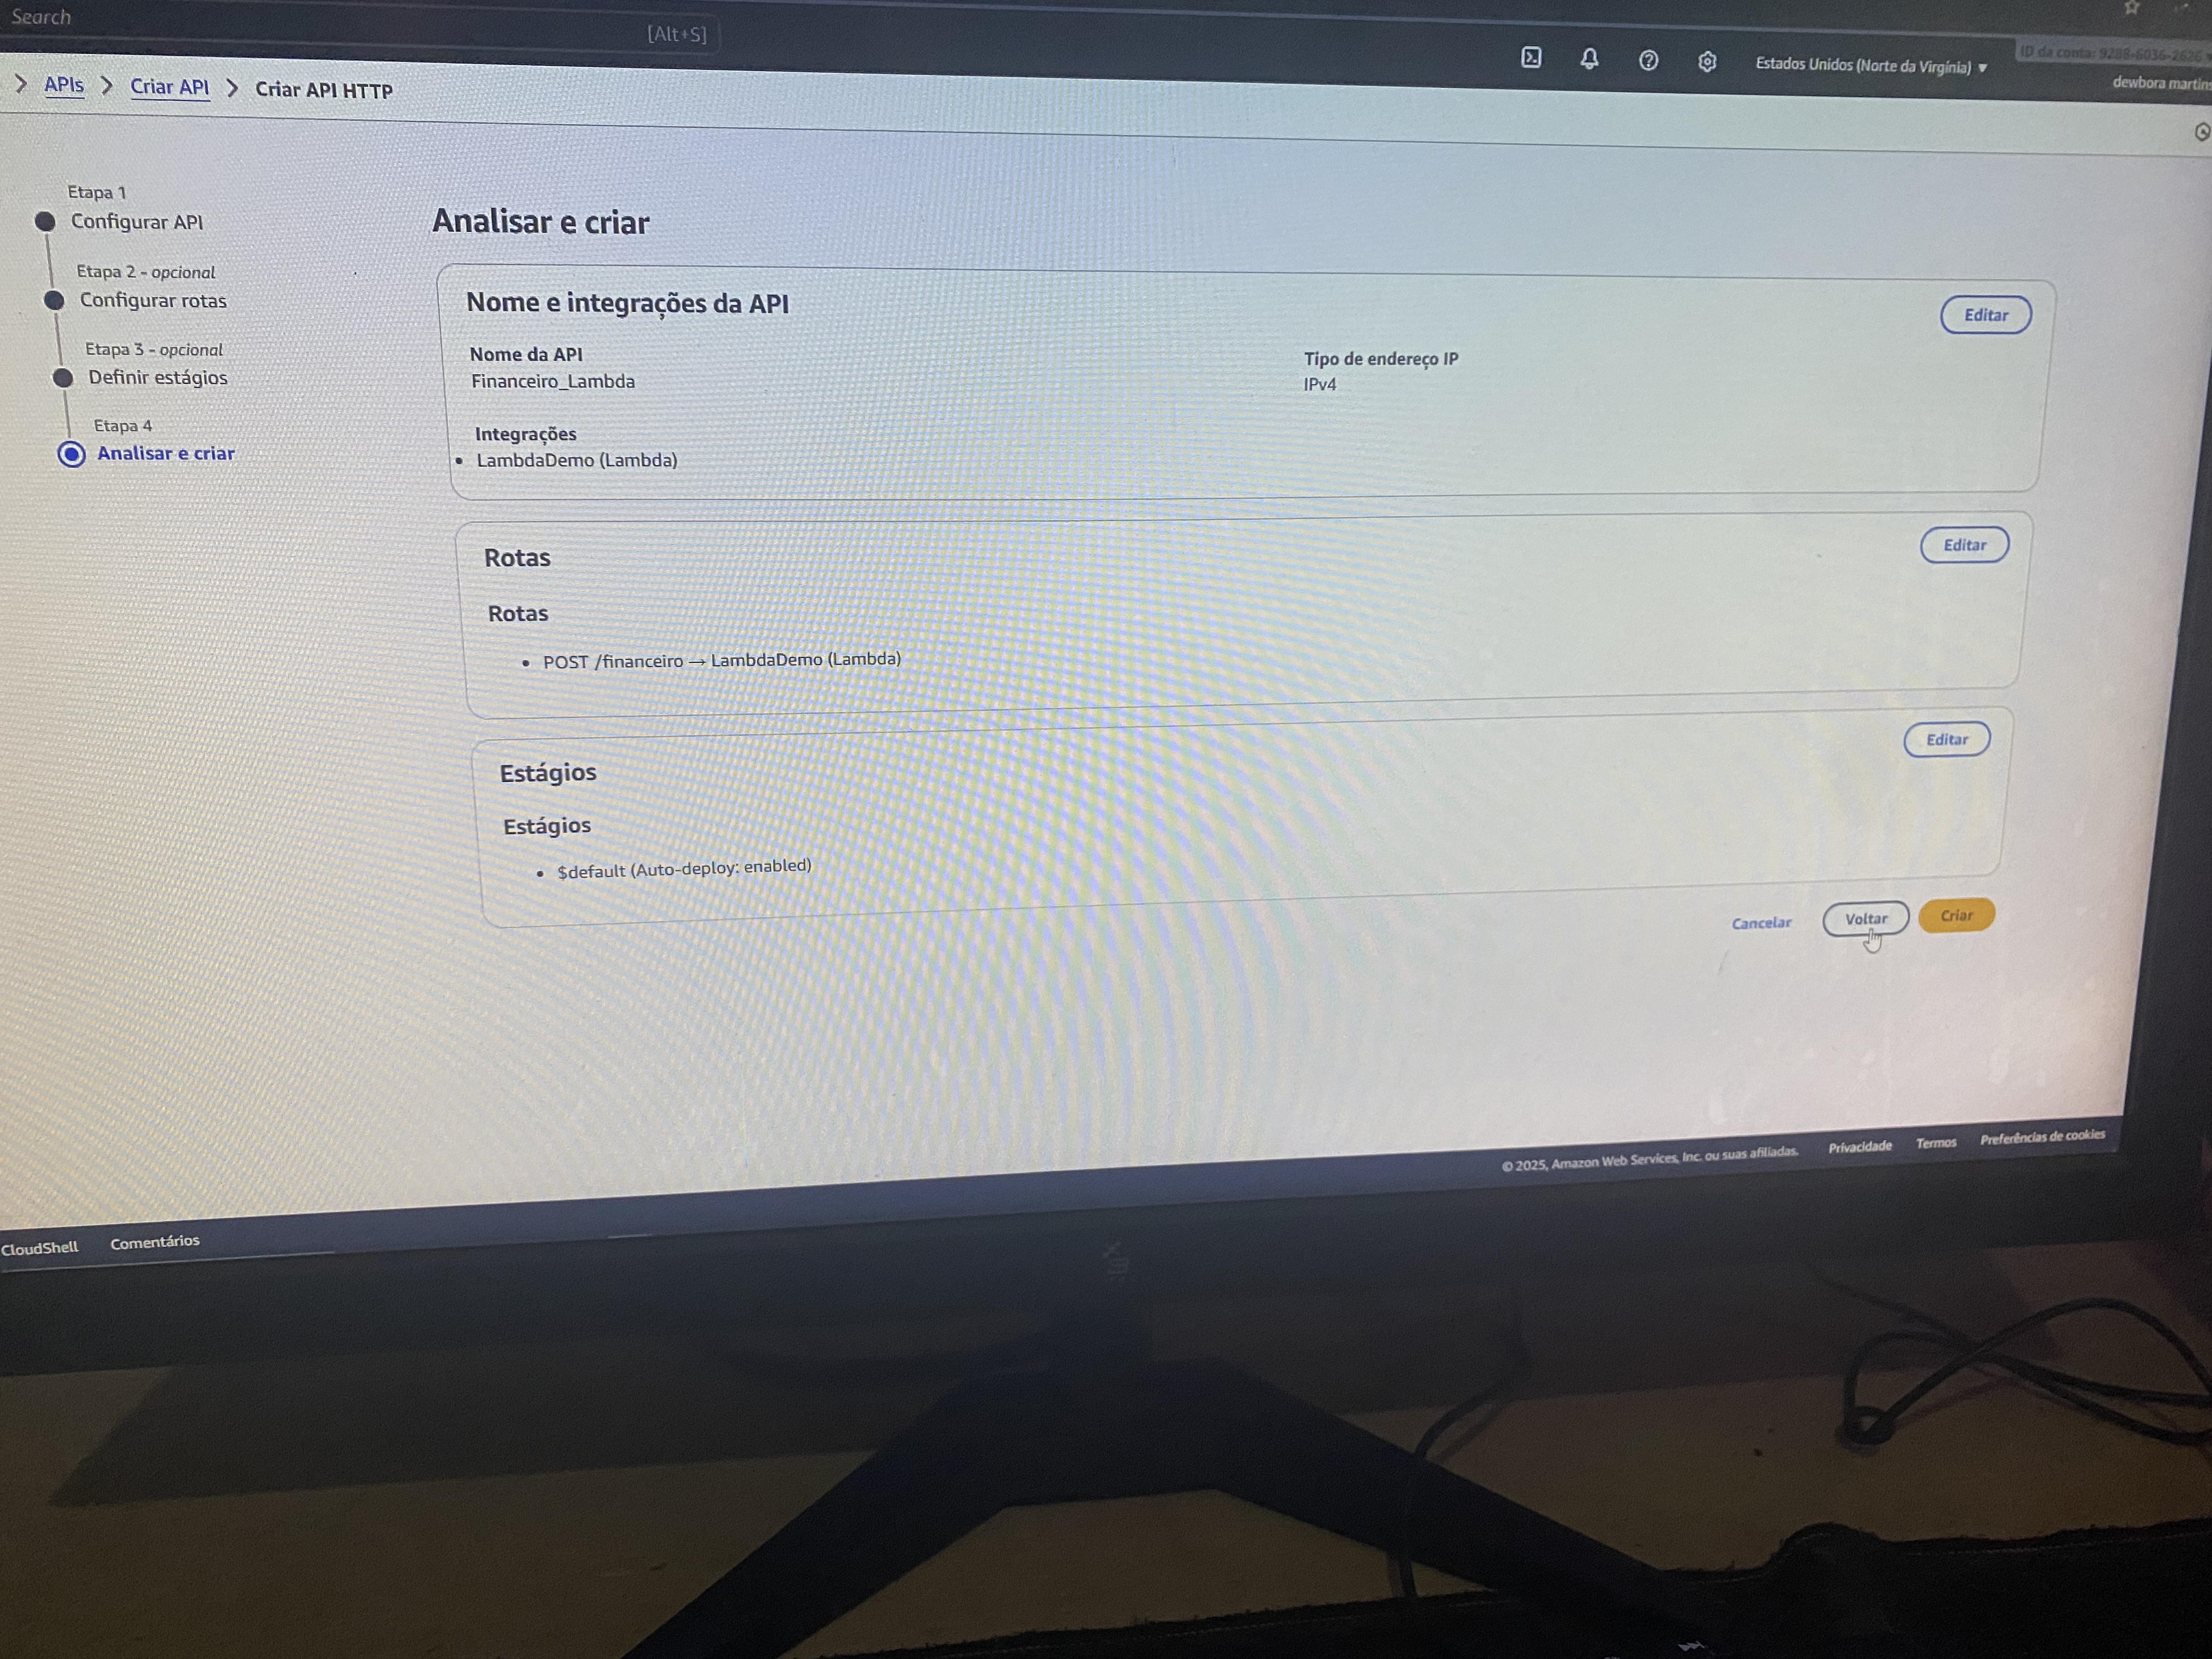 Search
[Alt+S]
Estados Unidos (Norte da Virgínia) ▼
ID da conta: 9288-6036-2626
dewbora martins
APIs > Criar API > Criar API HTTP
Etapa 1
Configurar API
Etapa 2 - opcional
Configurar rotas
Etapa 3 - opcional
Definir estágios
Etapa 4
Analisar e criar
Analisar e criar
Nome e integrações da API
Editar
Nome da API
Financeiro_Lambda
Tipo de endereço IP
IPv4
Integrações
• LambdaDemo (Lambda)
Rotas
Editar
Rotas
• POST /financeiro → LambdaDemo (Lambda)
Estágios
Editar
Estágios
• $default (Auto-deploy: enabled)
Cancelar
Voltar
Criar
© 2025, Amazon Web Services, Inc. ou suas afiliadas.
Privacidade
Termos
Preferências de cookies
CloudShell
Comentários